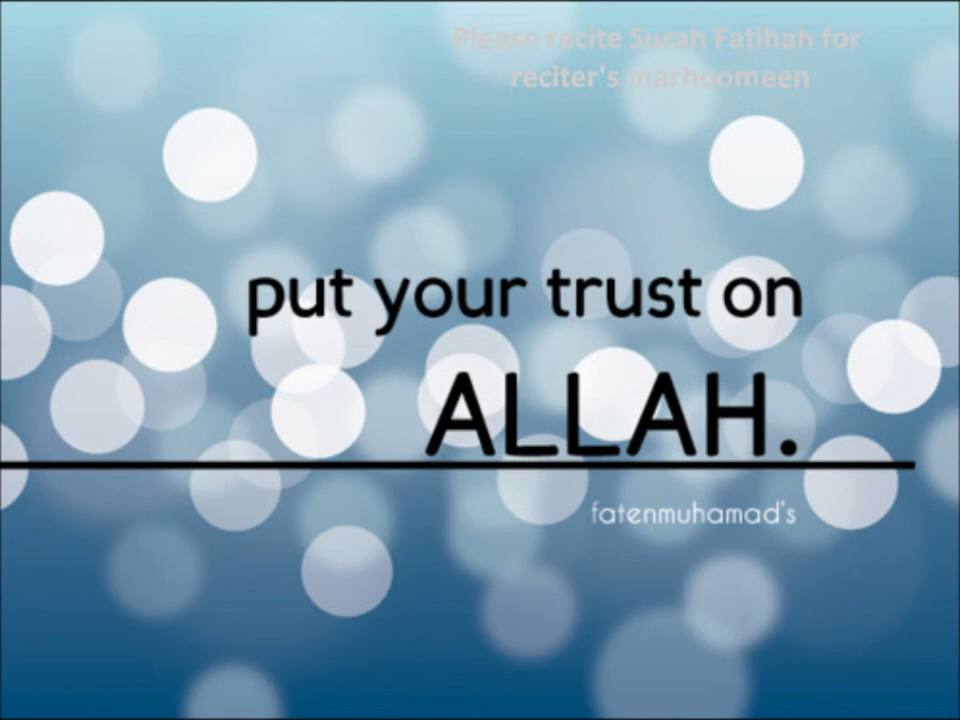 Please recite Surah Fatihah for
reciter's marhoomeen
put your trust on
ALLAH.
fatenmuhamad's